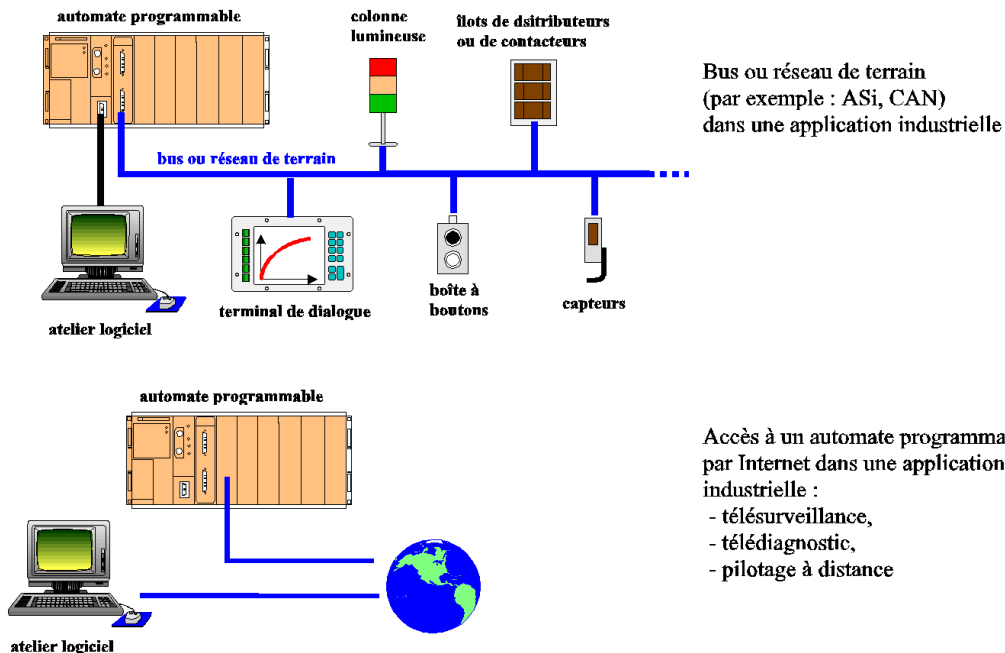 automate programmable
colonne
lumineuse
îlots de dsitributeurs
ou de contacteurs
Bus ou réseau de terrain
(par exemple : ASi, CAN)
dans une application industrielle
bus ou réseau de terrain
atelier logiciel
terminal de dialogue
boîte à
boutons
capteurs
automate programmable
Accès à un automate programma
par Internet dans une application
industrielle :
- télésurveillance,
- télédiagnostic,
- pilotage à distance
atelier logiciel